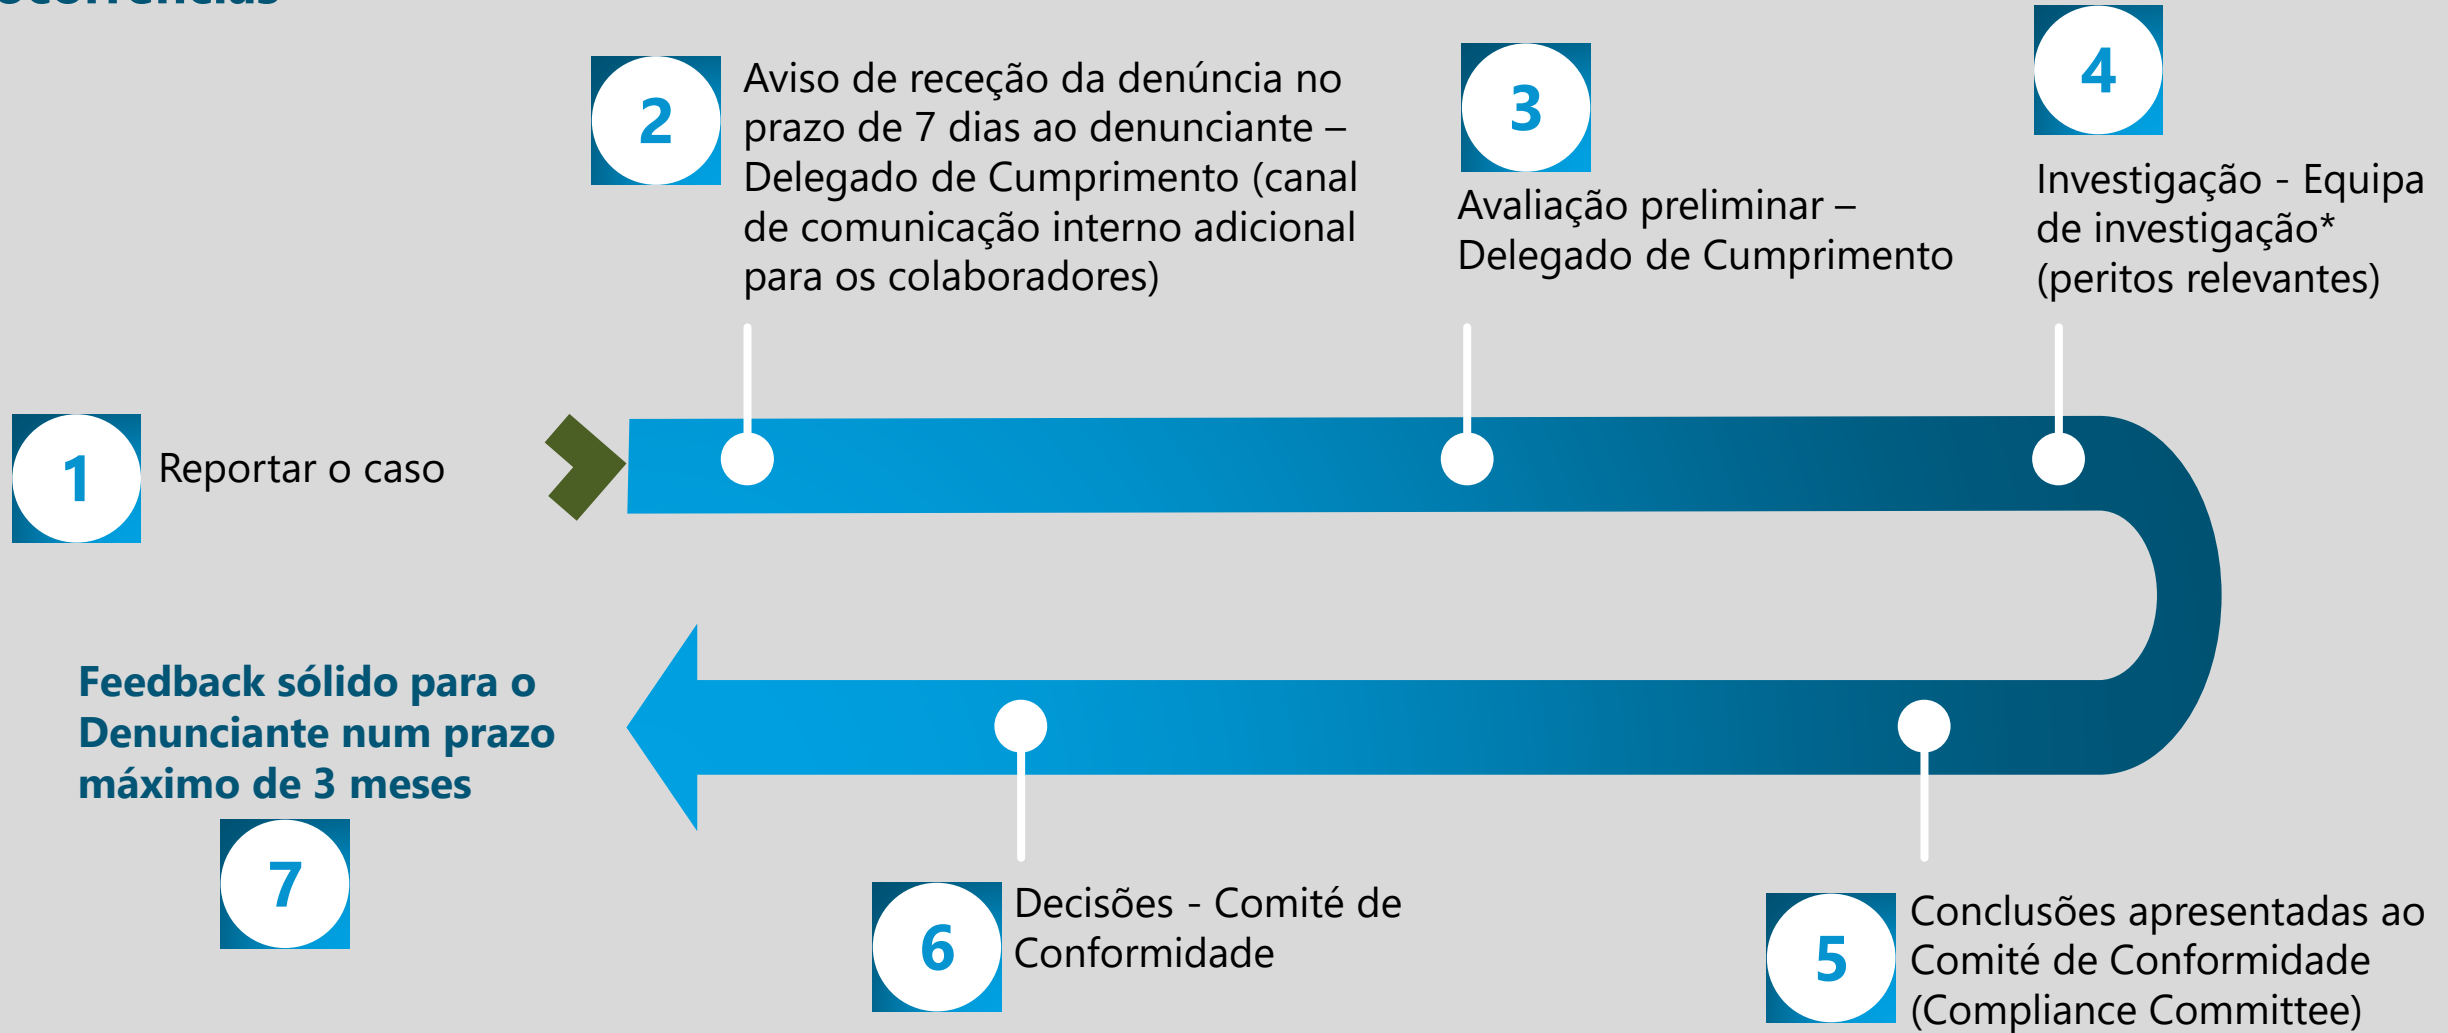 ocorrências
2
Aviso de receção da denúncia no
prazo de 7 dias ao denunciante –
Delegado de Cumprimento (canal
de comunicação interno adicional
para os colaboradores)
3
Avaliação preliminar –
Delegado de Cumprimento
4
Investigação - Equipa
de investigação*
(peritos relevantes)
1
Reportar o caso
Feedback sólido para o
Denunciante num prazo
máximo de 3 meses
7
6
Decisões - Comité de
Conformidade
5
Conclusões apresentadas ao
Comité de Conformidade
(Compliance Committee)